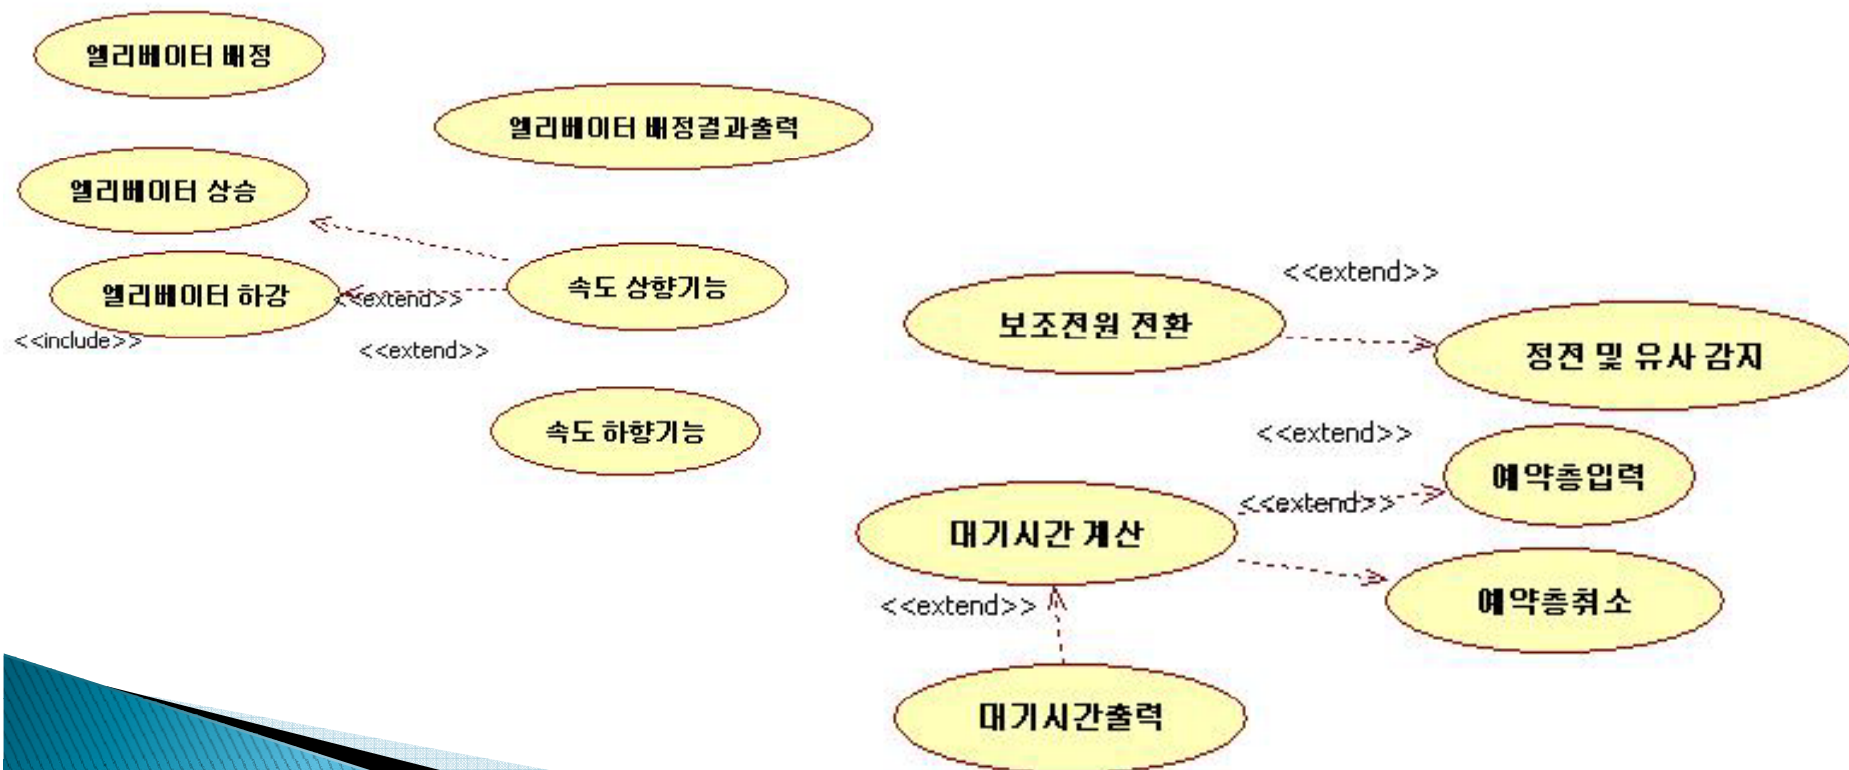 엘리베이터 배정
엘리베이터 배정결과출력
엘리베이터 상승
엘리베이터 하강
<<extend>>
속도 상향기능
<<include>>
<<extend>>
속도 하향기능
<<extend>>
보조전원 전환
정전 및 유사 감지
<<extend>>
예약층입력
<<extend>>
대기시간 계산
예약층취소
<<extend>>
대기시간출력